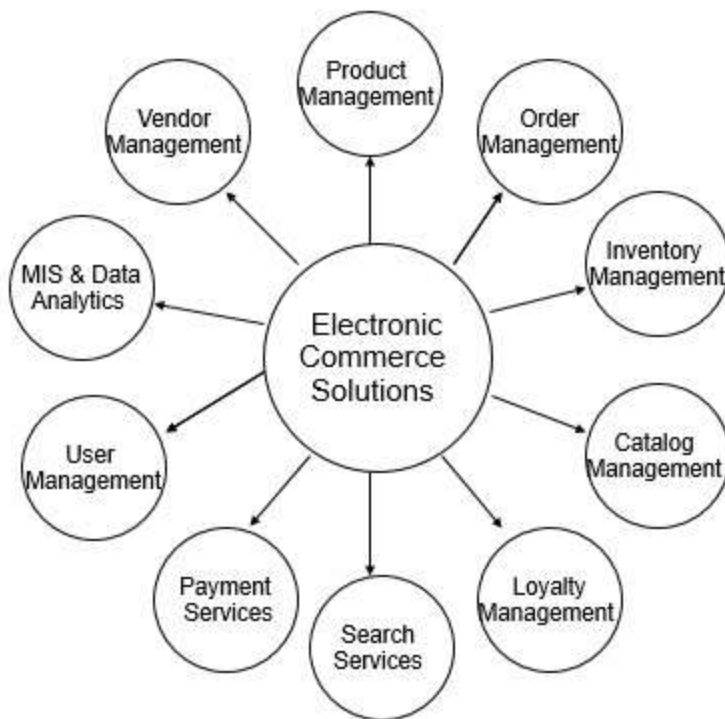 Product
Management
Vendor
Management
Order
Management
Inventory
Management
MIS & Data
Analytics
Electronic
Commerce
Solutions
User
Management
Catalog
Management
Payment
Services
Loyalty
Management
Search
Services